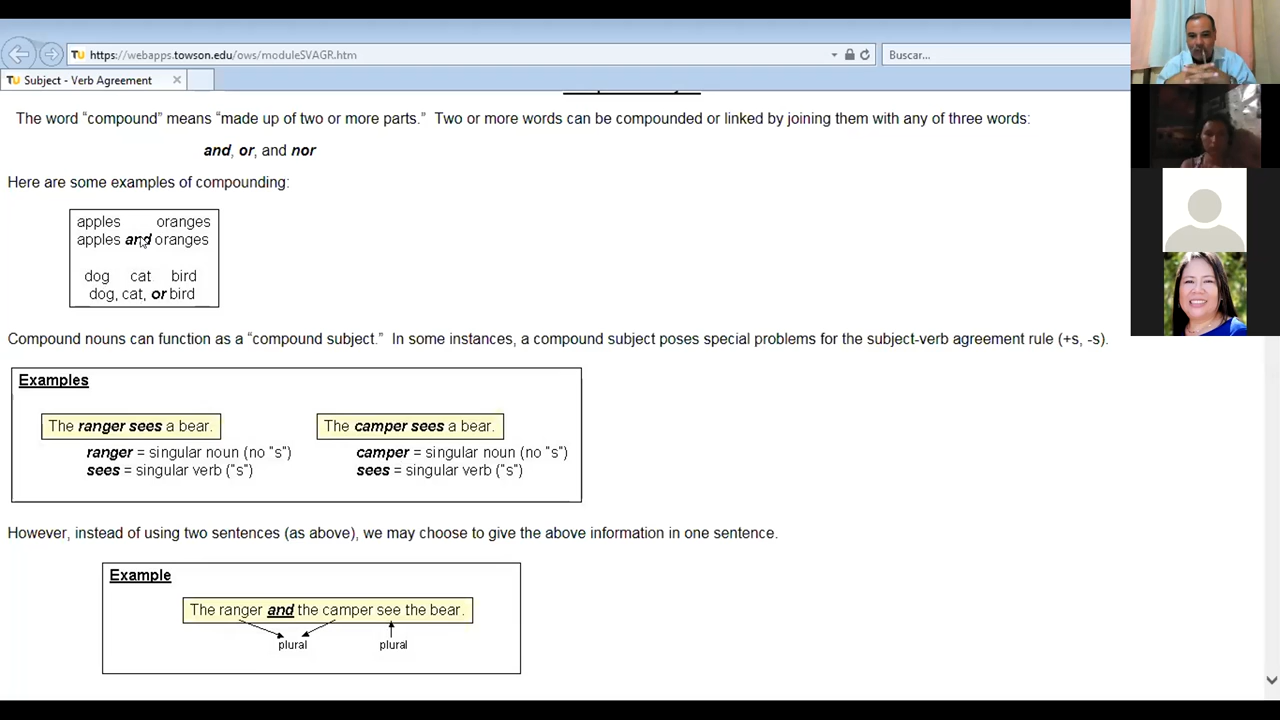 https://webapps.towson.edu/ows/moduleSVAGR.htm
Buscar...
TU Subject - Verb Agreement
The word “compound” means “made up of two or more parts.” Two or more words can be compounded or linked by joining them with any of three words:
and, or, and nor
Here are some examples of compounding:
apples oranges
apples and oranges
dog cat bird
dog, cat, or bird
Compound nouns can function as a “compound subject.” In some instances, a compound subject poses special problems for the subject-verb agreement rule (+s, -s).
Examples
The ranger sees a bear. The camper sees a bear.
ranger = singular noun (no "s") camper = singular noun (no "s")
sees = singular verb ("s") sees = singular verb ("s")
However, instead of using two sentences (as above), we may choose to give the above information in one sentence.
Example
The ranger and the camper see the bear.
plural plural